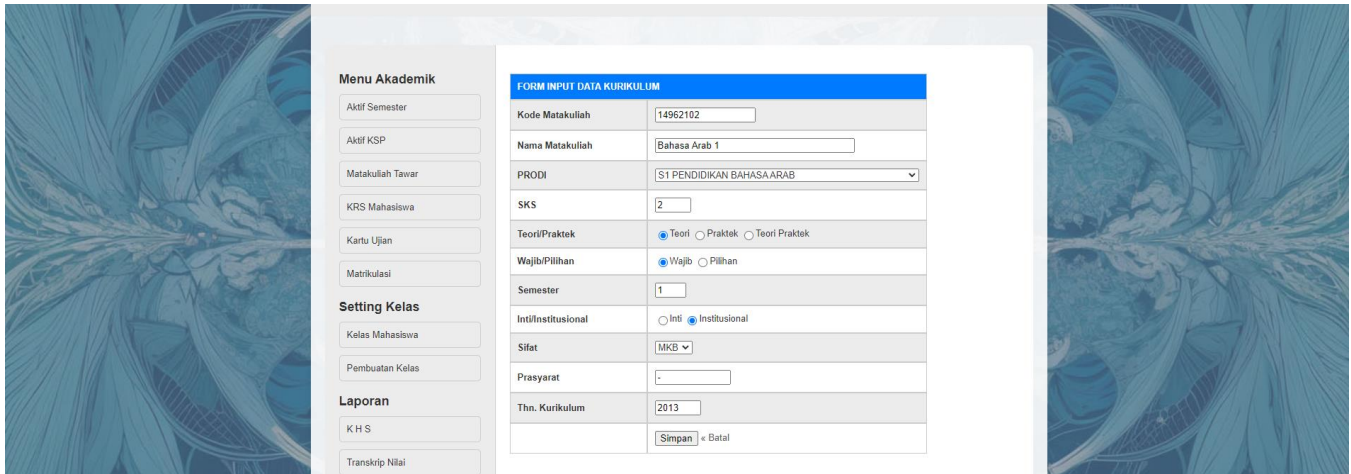 Menu Akademik
Aktif Semester
Aktif KSP
Matakuliah Tawar
KRS Mahasiswa
Kartu Ujian
Matrikulasi
Setting Kelas
Kelas Mahasiswa
Pembuatan Kelas
Laporan
K H S
Transkrip Nilai
FORM INPUT DATA KURIKULUM
Kode Matakuliah 14962102
Nama Matakuliah Bahasa Arab 1
PRODI S1 PENDIDIKAN BAHASA ARAB
SKS 2
Teori/Praktek Teori Praktek Teori Praktek
Wajib/Pilihan Wajib Pilihan
Semester 1
Inti/Institusional Inti Institusional
Sifat MKB
Prasyarat -
Thn. Kurikulum 2013
Simpan « Batal